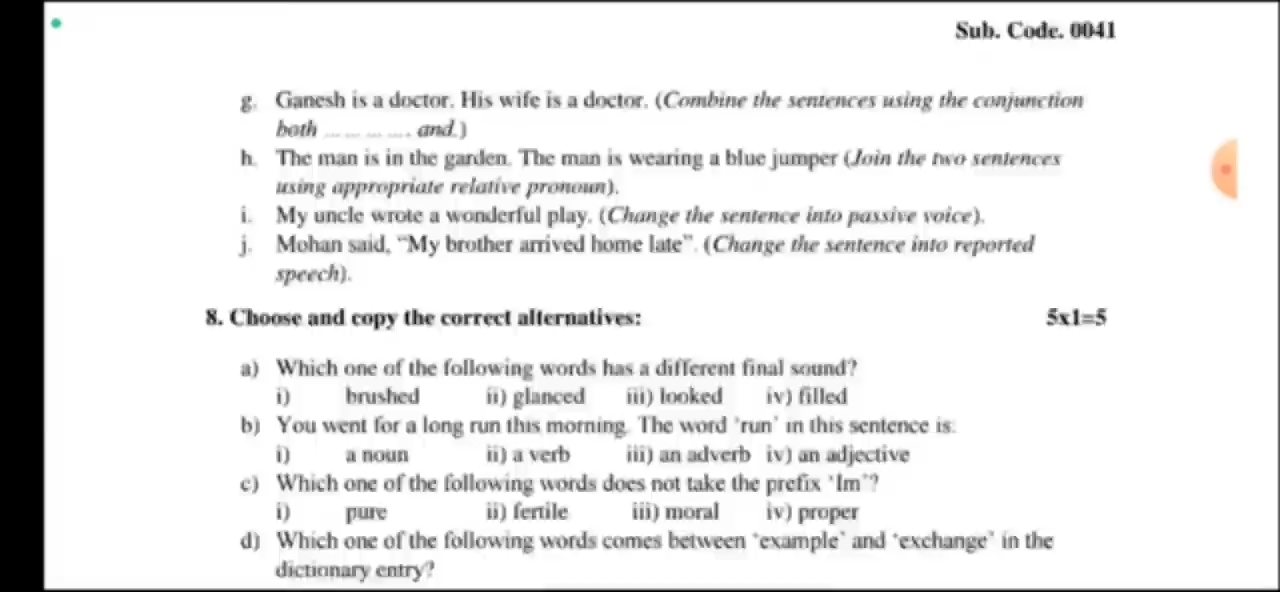 Sub. Code. 0041
g. Ganesh is a doctor. His wife is a doctor. (Combine the sentences using the conjunction
both ... ... ... .... and.)
h. The man is in the garden. The man is wearing a blue jumper (Join the two sentences
using appropriate relative pronoun).
i. My uncle wrote a wonderful play. (Change the sentence into passive voice).
j. Mohan said, “My brother arrived home late”. (Change the sentence into reported
speech).
8. Choose and copy the correct alternatives: 5x1=5
a) Which one of the following words has a different final sound?
i) brushed ii) glanced iii) looked iv) filled
b) You went for a long run this morning. The word ‘run’ in this sentence is:
i) a noun ii) a verb iii) an adverb iv) an adjective
c) Which one of the following words does not take the prefix ‘Im’?
i) pure ii) fertile iii) moral iv) proper
d) Which one of the following words comes between ‘example’ and ‘exchange’ in the
dictionary entry?